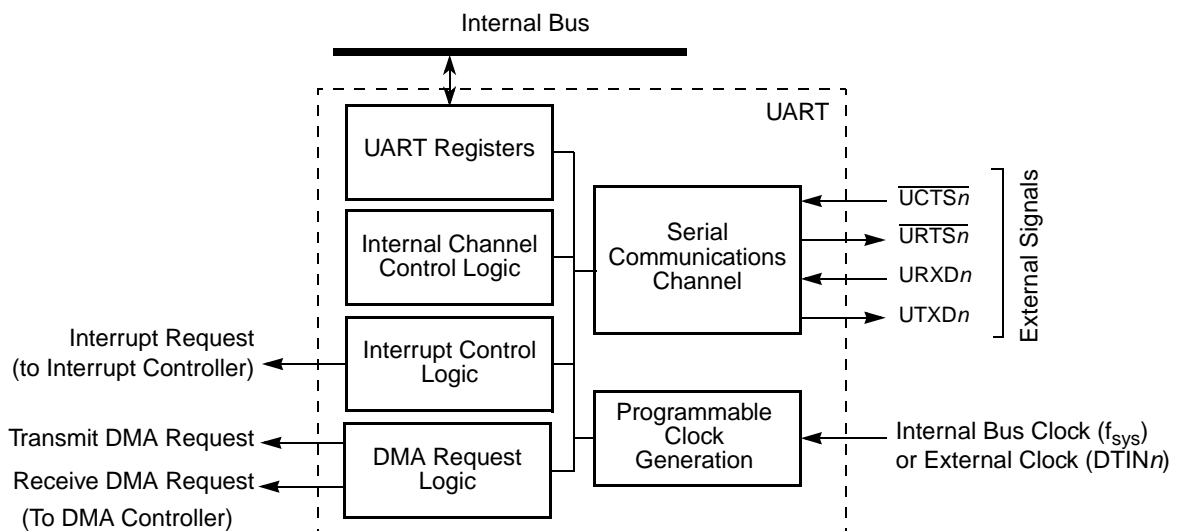 Internal Bus
UART
UART Registers
Internal Channel
Control Logic
Interrupt Control
Logic
DMA Request
Logic
Serial
Communications
Channel
Programmable
Clock
Generation
UCTSn
URTSn
URXDn
UTXDn
External Signals
Interrupt Request
(to Interrupt Controller)
Transmit DMA Request
Receive DMA Request
(To DMA Controller)
Internal Bus Clock (fsys)
or External Clock (DTINn)